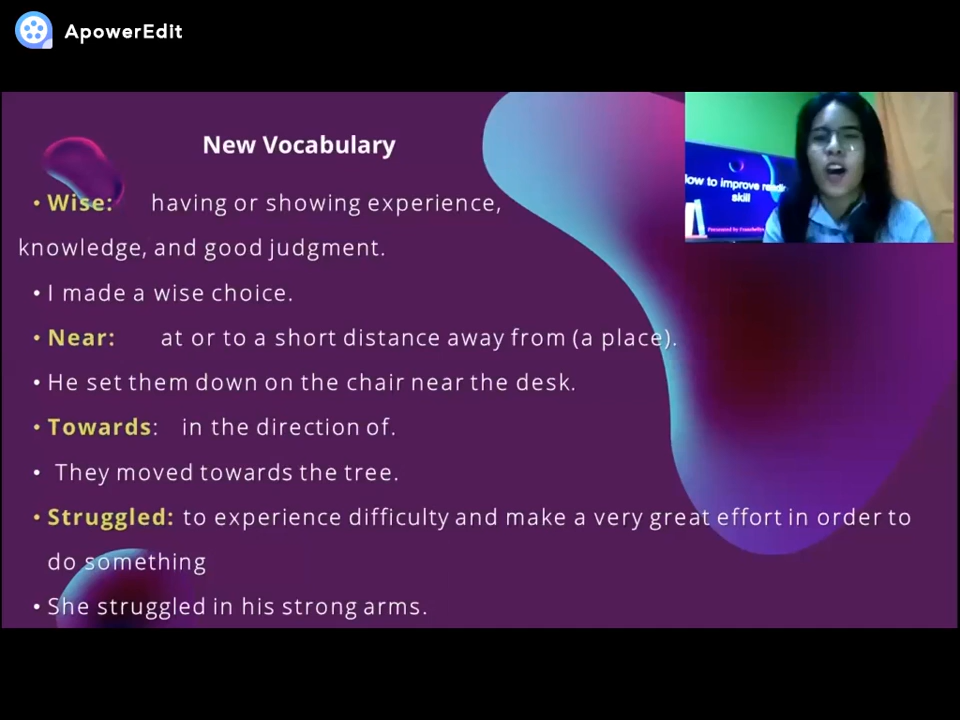 ApowerEdit
New Vocabulary
• Wise: having or showing experience,
knowledge, and good judgment.
• I made a wise choice.
• Near: at or to a short distance away from (a place).
• He set them down on the chair near the desk.
• Towards: in the direction of.
• They moved towards the tree.
• Struggled: to experience difficulty and make a very great effort in order to
do something
• She struggled in his strong arms.
to improve
skill